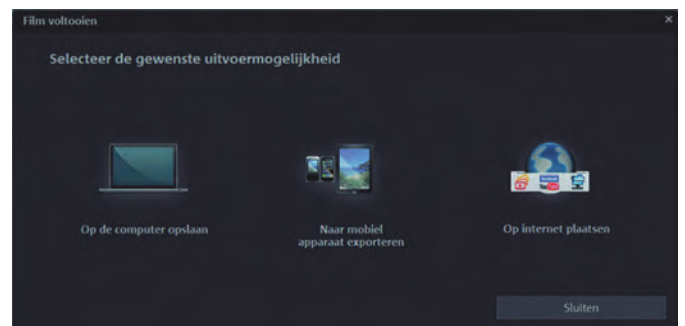 Film voltooien
Selecteer de gewenste uitvoermogelijkheid
Op de computer opslaan
Naar mobiel
apparaat exporteren
Op internet plaatsen
Sluiten